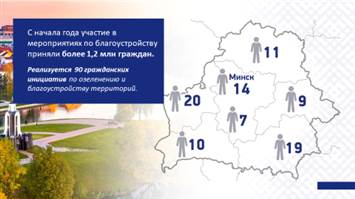 С начала года участие в
мероприятиях по благоустройству
приняли более 1,2 млн граждан.
Реализуется 90 гражданских
инициатив по озеленению и
благоустройству территорий.
11
Минск
14
20
9
7
10
19